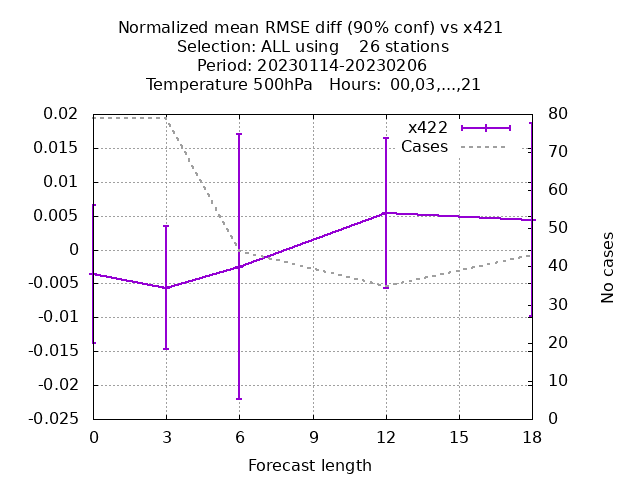 Normalized mean RMSE diff (90% conf) vs x421
Selection: ALL using    26 stations
Period: 20230114-20230206
Temperature 500hPa   Hours:  00,03,...,21
x422
Cases
0.02
0.015
0.01
0.005
0
-0.005
-0.01
-0.015
-0.02
-0.025
80
70
60
50
40
30
20
10
0
No cases
0 3 6 9 12 15 18
Forecast length